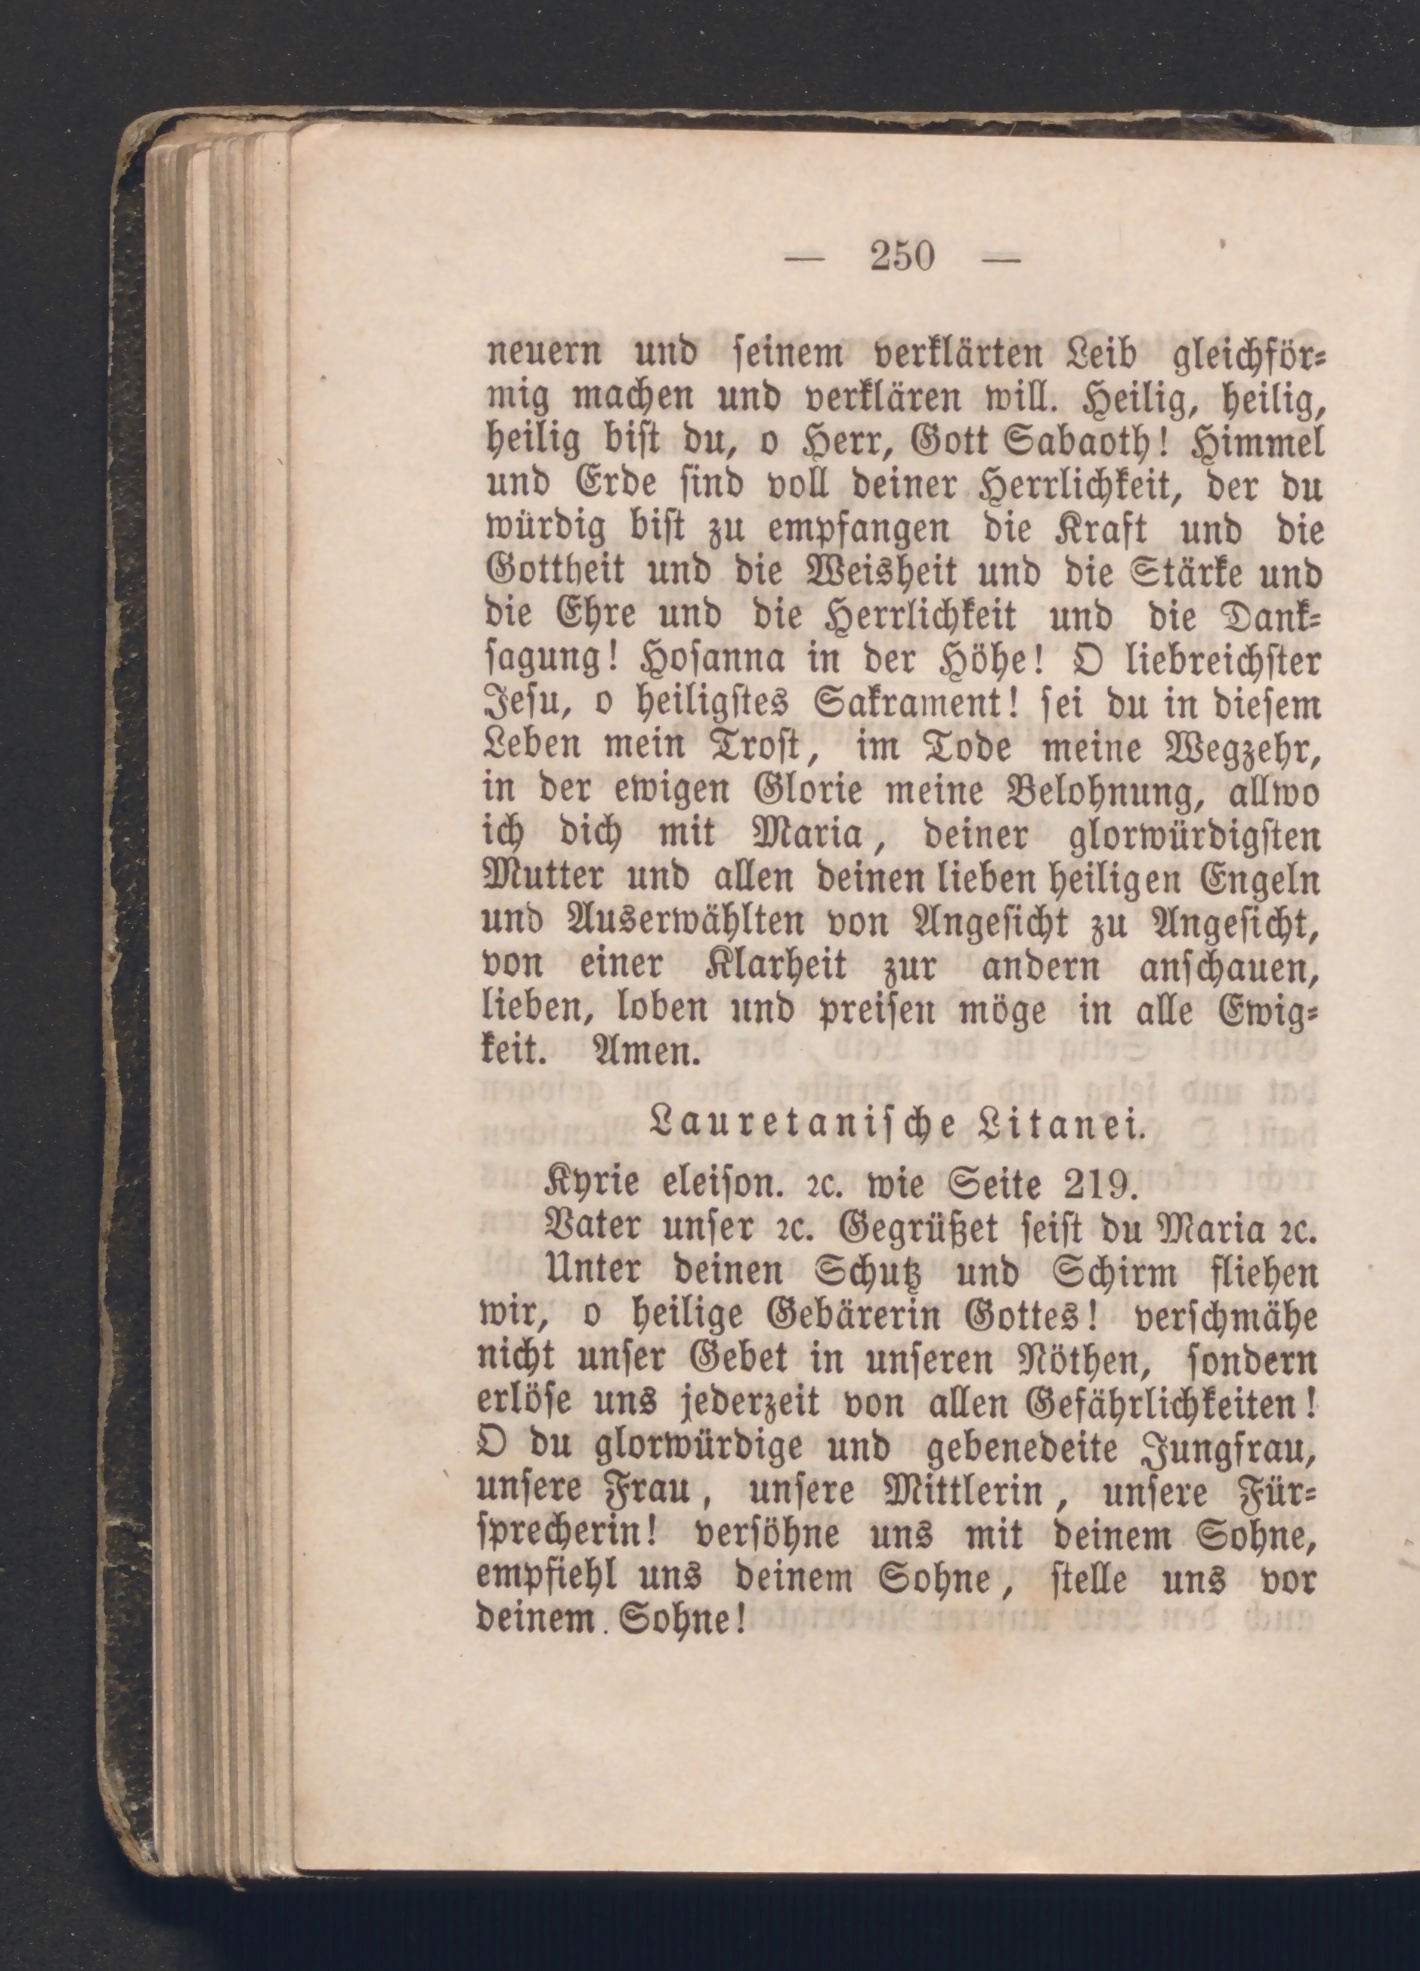 — 250 —
neuern und seinem verklärten Leib gleichför-
mig machen und verklären will. Heilig, heilig,
heilig bist du, o Herr, Gott Sabaoth! Himmel
und Erde sind voll deiner Herrlichkeit, der du
würdig bist zu empfangen die Kraft und die
Gottheit und die Weisheit und die Stärke und
die Ehre und die Herrlichkeit und die Dank-
sagung! Hosanna in der Höhe! O liebreichster
Jesu, o heiligstes Sakrament! sei du in diesem
Leben mein Trost, im Tode meine Wegzehr,
in der ewigen Glorie meine Belohnung, allwo
ich dich mit Maria, deiner glorwürdigsten
Mutter und allen deinen lieben heiligen Engeln
und Auserwählten von Angesicht zu Angesicht,
von einer Klarheit zur andern anschauen,
lieben, loben und preisen möge in alle Ewig-
keit. Amen.
Lauretanische Litanei.
Kyrie eleison. ꝛc. wie Seite 219.
Vater unser ꝛc. Gegrüßet seist du Maria ꝛc.
Unter deinen Schutz und Schirm fliehen
wir, o heilige Gebärerin Gottes! verschmähe
nicht unser Gebet in unseren Nöthen, sondern
erlöse uns jederzeit von allen Gefährlichkeiten!
O du glorwürdige und gebenedeite Jungfrau,
unsere Frau, unsere Mittlerin, unsere Für-
sprecherin! versöhne uns mit deinem Sohne,
empfiehl uns deinem Sohne, stelle uns vor
deinem Sohne!